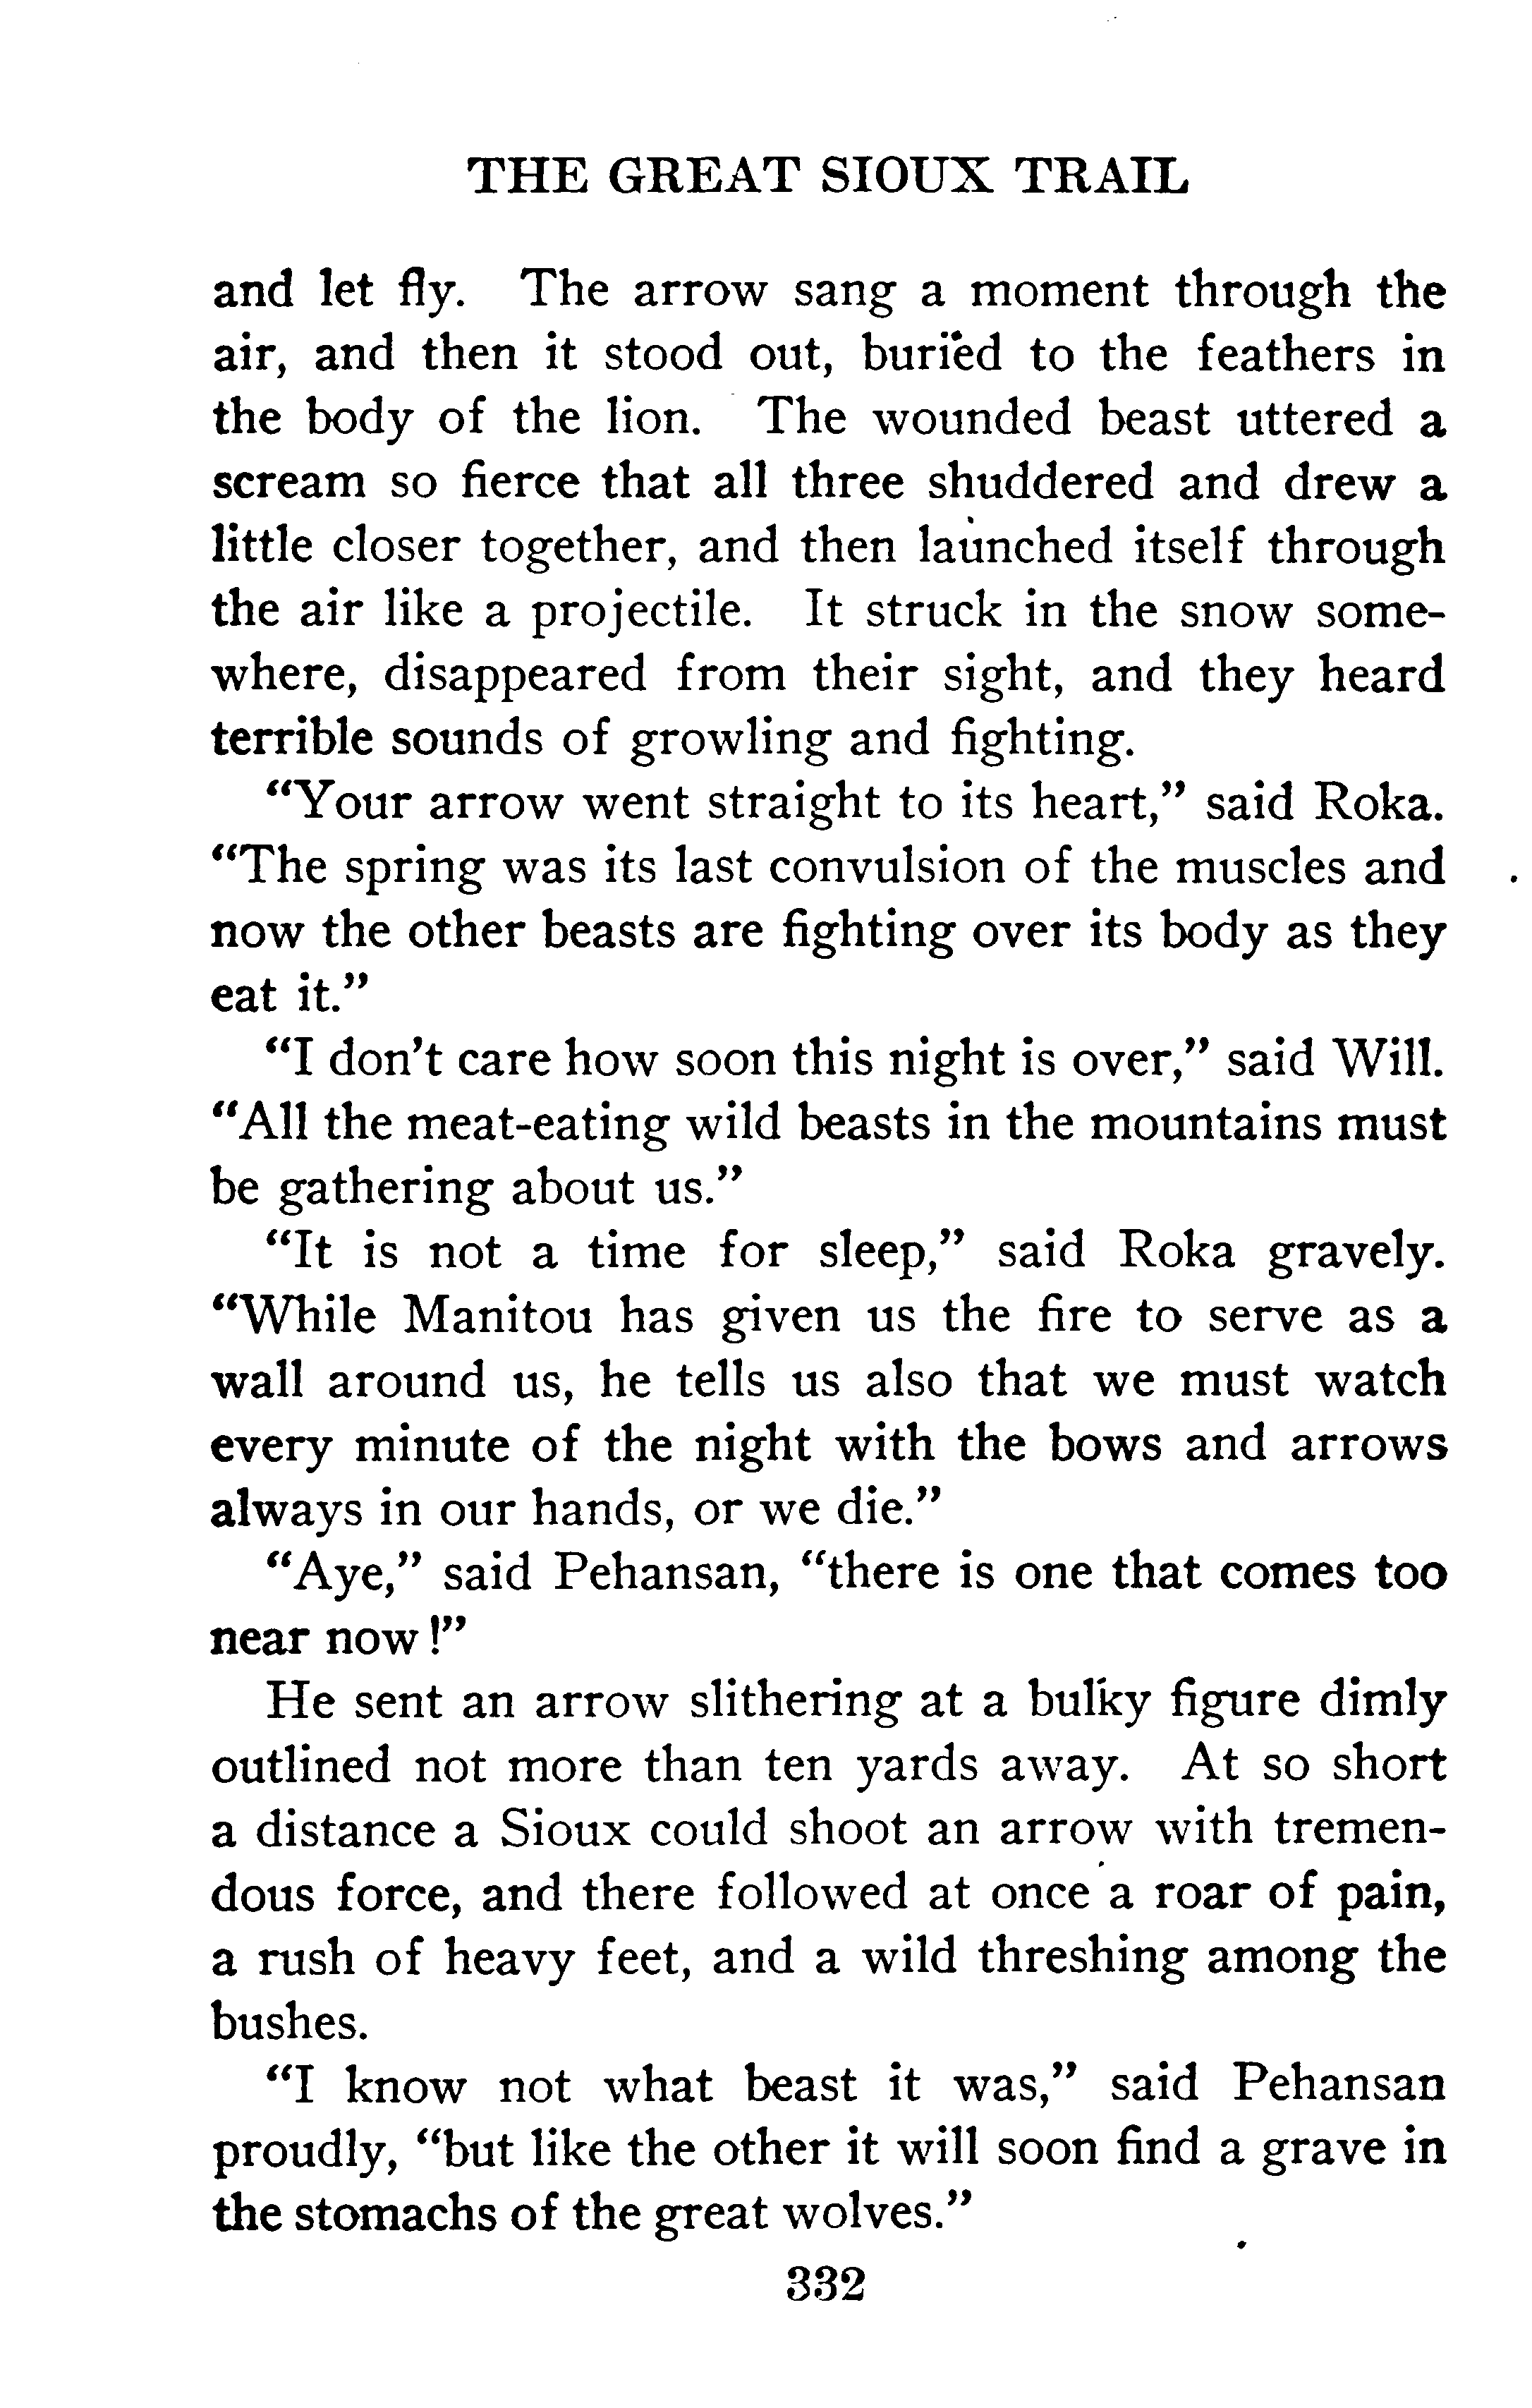 THE GREAT SIOUX TRAIL
and let fly. The arrow sang a moment through the
air, and then it stood out, buried to the feathers in
the body of the lion. The wounded beast uttered a
scream so fierce that all three shuddered and drew a
little closer together, and then launched itself through
the air like a projectile. It struck in the snow some-
where, disappeared from their sight, and they heard
terrible sounds of growling and fighting.
"Your arrow went straight to its heart," said Roka.
"The spring was its last convulsion of the muscles and
now the other beasts are fighting over its body as they
eat it."
"I don't care how soon this night is over," said Will.
"All the meat-eating wild beasts in the mountains must
be gathering about us."
"It is not a time for sleep," said Roka gravely.
"While Manitou has given us the fire to serve as a
wall around us, he tells us also that we must watch
every minute of the night with the bows and arrows
always in our hands, or we die."
"Aye," said Pehansan, "there is one that comes too
near now!"
He sent an arrow slithering at a bulky figure dimly
outlined not more than ten yards away. At so short
a distance a Sioux could shoot an arrow with tremen-
dous force, and there followed at once a roar of pain,
a rush of heavy feet, and a wild threshing among the
bushes.
"I know not what beast it was," said Pehansan
proudly, "but like the other it will soon find a grave in
the stomachs of the great wolves."
332